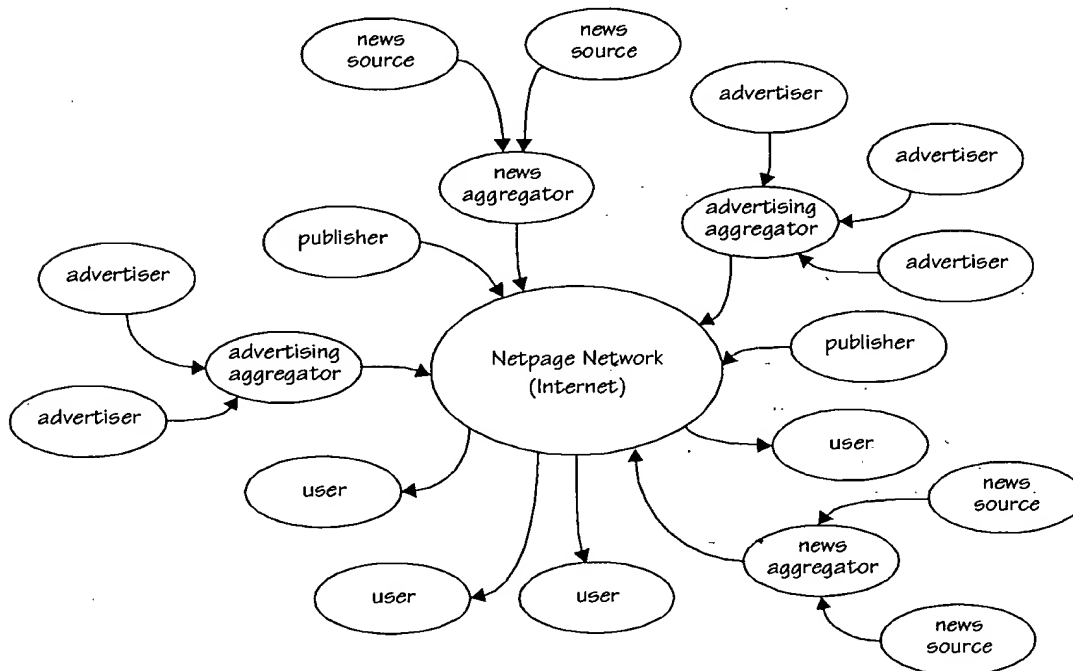 news
source
news
source
advertiser
advertiser
news
aggregator
advertising
aggregator
publisher
advertiser
advertiser
publisher
advertising
aggregator
Netpage Network
(Internet)
advertiser
user
user
news
source
news
aggregator
user
user
news
source